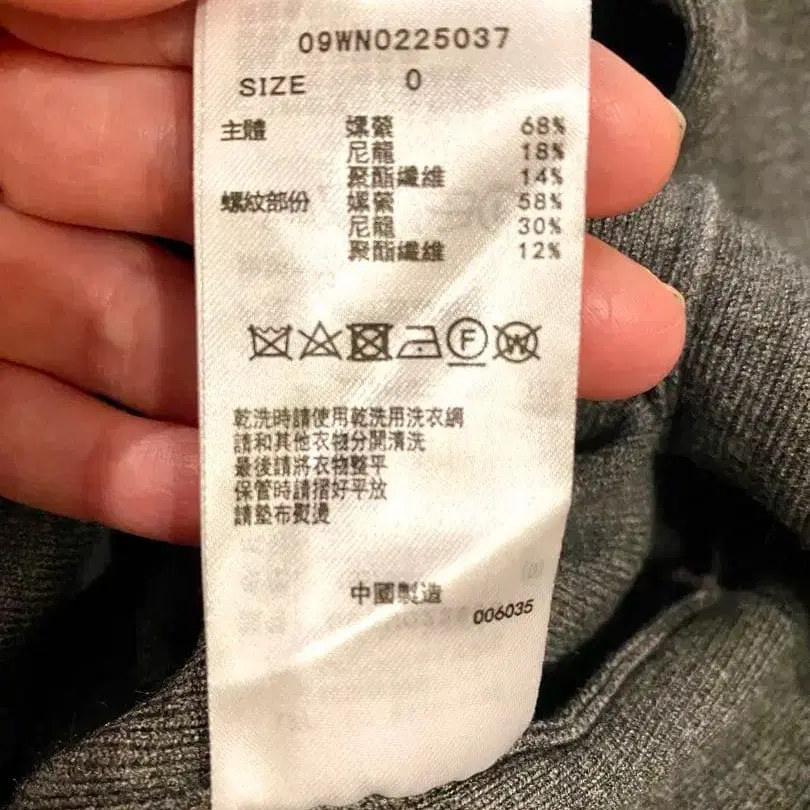 09WNO225037
SIZE 0
主體 嫘縈 68%
尼龍 18%
聚酯纖維 14%
螺紋部份 嫘縈 58%
尼龍 30%
聚酯纖維 12%
F W
乾洗時請使用乾洗用洗衣網
請和其他衣物分開清洗
最後請將衣物整平
保管時請摺好平放
請墊布熨燙
中國製造
006035